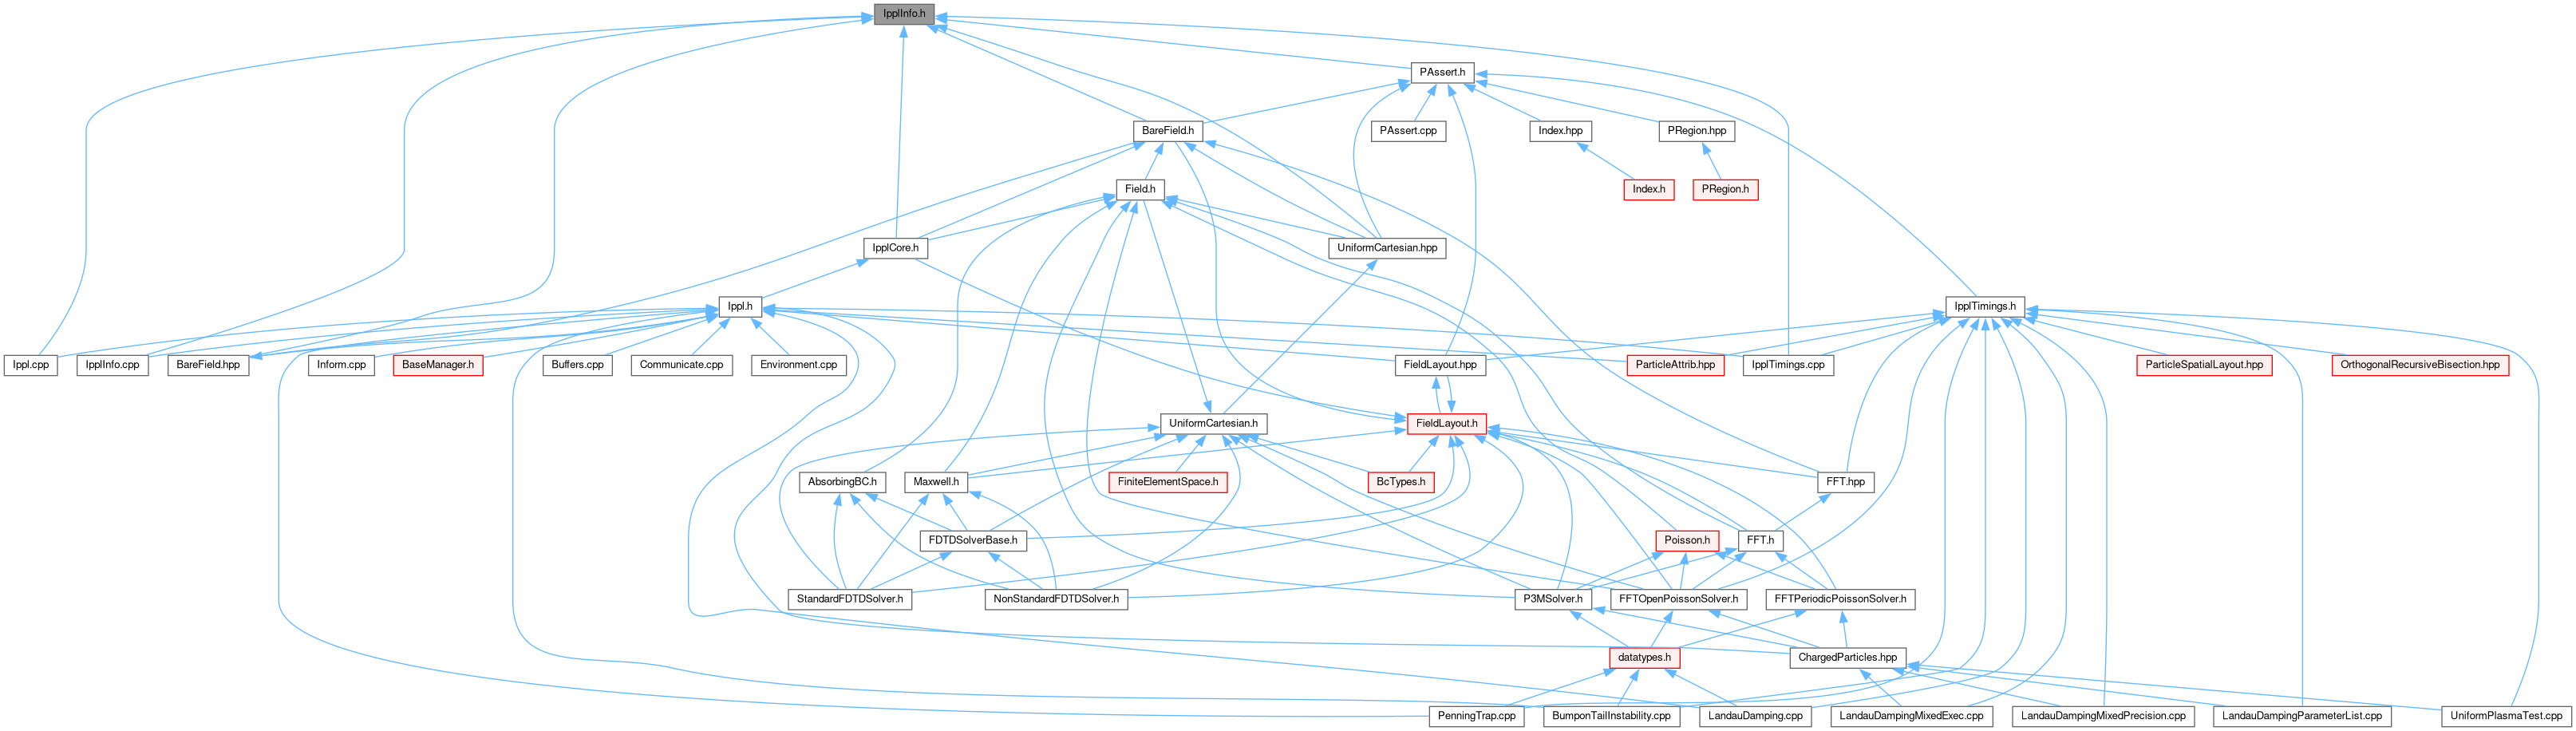 IpplInfo.h
PAssert.h
BareField.h
PAssert.cpp
Index.hpp
PRegion.hpp
Field.h
Index.h
PRegion.h
IpplCore.h
UniformCartesian.hpp
Ippl.h
IpplTimings.h
Ippl.cpp
IpplInfo.cpp
BareField.hpp
Inform.cpp
BaseManager.h
Buffers.cpp
Communicate.cpp
Environment.cpp
FieldLayout.hpp
ParticleAttrib.hpp
IpplTimings.cpp
ParticleSpatialLayout.hpp
OrthogonalRecursiveBisection.hpp
UniformCartesian.h
FieldLayout.h
AbsorbingBC.h
Maxwell.h
FiniteElementSpace.h
BcTypes.h
FFT.hpp
FDTDSolverBase.h
Poisson.h
FFT.h
StandardFDTDSolver.h
NonStandardFDTDSolver.h
P3MSolver.h
FFTOpenPoissonSolver.h
FFTPeriodicPoissonSolver.h
datatypes.h
ChargedParticles.hpp
PenningTrap.cpp
BumponTailInstability.cpp
LandauDamping.cpp
LandauDampingMixedExec.cpp
LandauDampingMixedPrecision.cpp
LandauDampingParameterList.cpp
UniformPlasmaTest.cpp